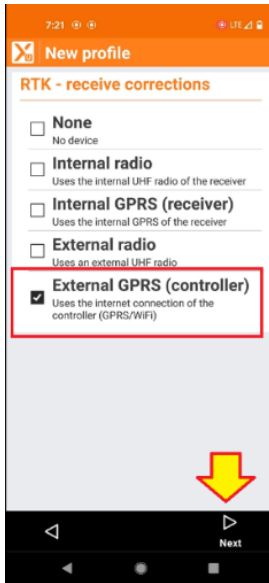 7:21
LTE
New profile
RTK - receive corrections
None
No device
Internal radio
Uses the internal UHF radio of the receiver
Internal GPRS (receiver)
Uses the internal GPRS of the receiver
External radio
Uses an external UHF radio
External GPRS (controller)
Uses the internet connection of the
controller (GPRS/WiFi)
Next